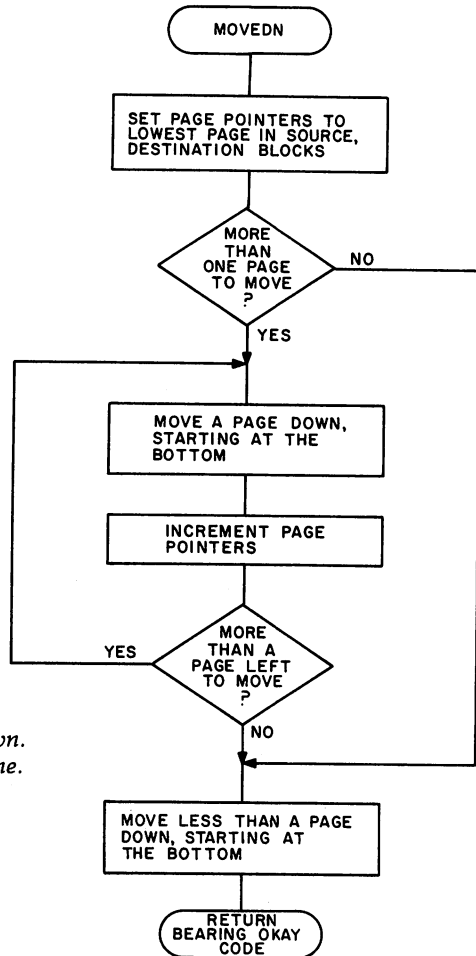 MOVEDN
SET PAGE POINTERS TO
LOWEST PAGE IN SOURCE,
DESTINATION BLOCKS
MORE
THAN
ONE PAGE
TO MOVE
?
NO
YES
MOVE A PAGE DOWN,
STARTING AT THE
BOTTOM
INCREMENT PAGE
POINTERS
MORE
THAN A
PAGE LEFT
TO MOVE
?
YES
NO
wn.
ne.
MOVE LESS THAN A PAGE
DOWN, STARTING AT
THE BOTTOM
RETURN
BEARING OKAY
CODE